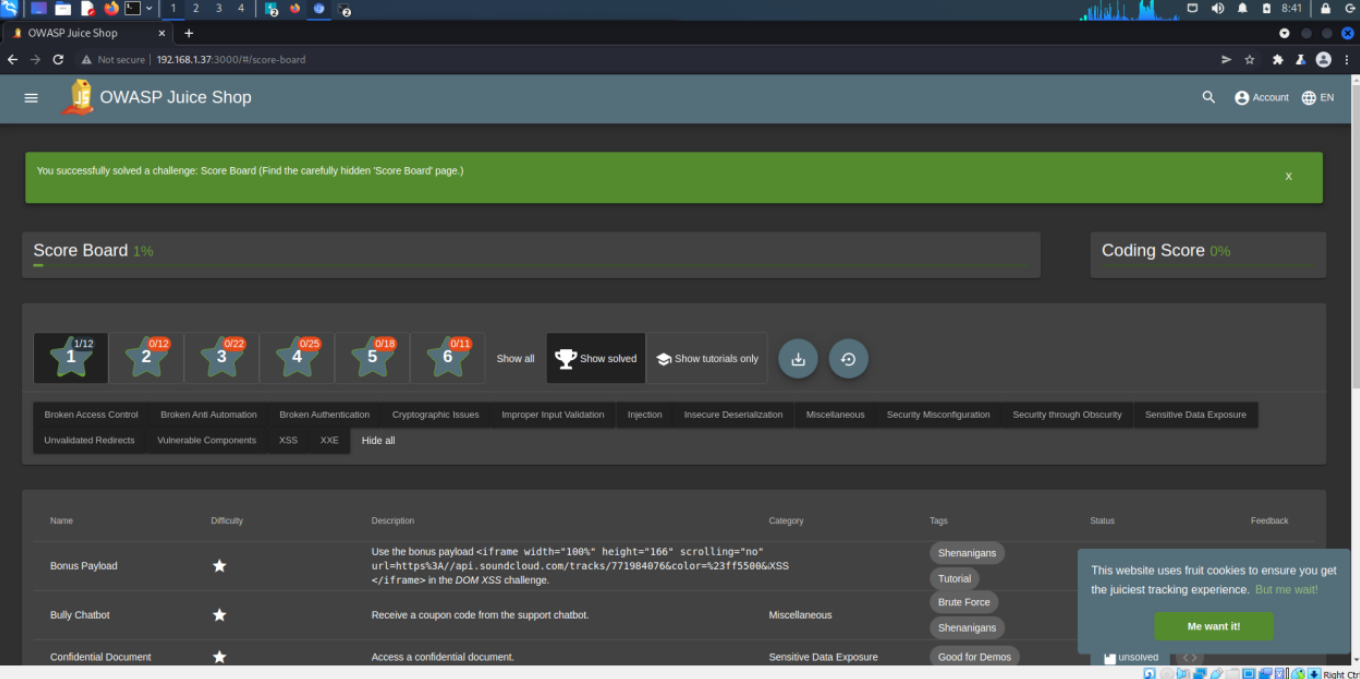 1 2 3 4 2 2 8:41
OWASP Juice Shop × +
Not secure | 192.168.1.37:3000/#/score-board
OWASP Juice Shop Account EN
You successfully solved a challenge: Score Board (Find the carefully hidden 'Score Board' page.) X
Score Board 1% Coding Score 0%
1 1/12 2 0/12 3 0/22 4 0/25 5 0/18 6 0/11 Show all Show solved Show tutorials only
Broken Access Control Broken Anti Automation Broken Authentication Cryptographic Issues Improper Input Validation Injection Insecure Deserialization Miscellaneous Security Misconfiguration Security through Obscurity Sensitive Data Exposure
Unvalidated Redirects Vulnerable Components XSS XXE Hide all
Name Difficulty Description Category Tags Status Feedback
Bonus Payload Use the bonus payload <iframe width="100%" height="166" scrolling="no"
url=https%3A//api.soundcloud.com/tracks/771984076&color=%23ff5500& XSS
</iframe> in the DOM XSS challenge.
Shenanigans
Tutorial
Bully Chatbot Receive a coupon code from the support chatbot. Miscellaneous
Brute Force
Shenanigans
Confidential Document Access a confidential document. Sensitive Data Exposure Good for Demos unsolved <>
This website uses fruit cookies to ensure you get
the juiciest tracking experience. But me wait!
Me want it!
Right Ctr